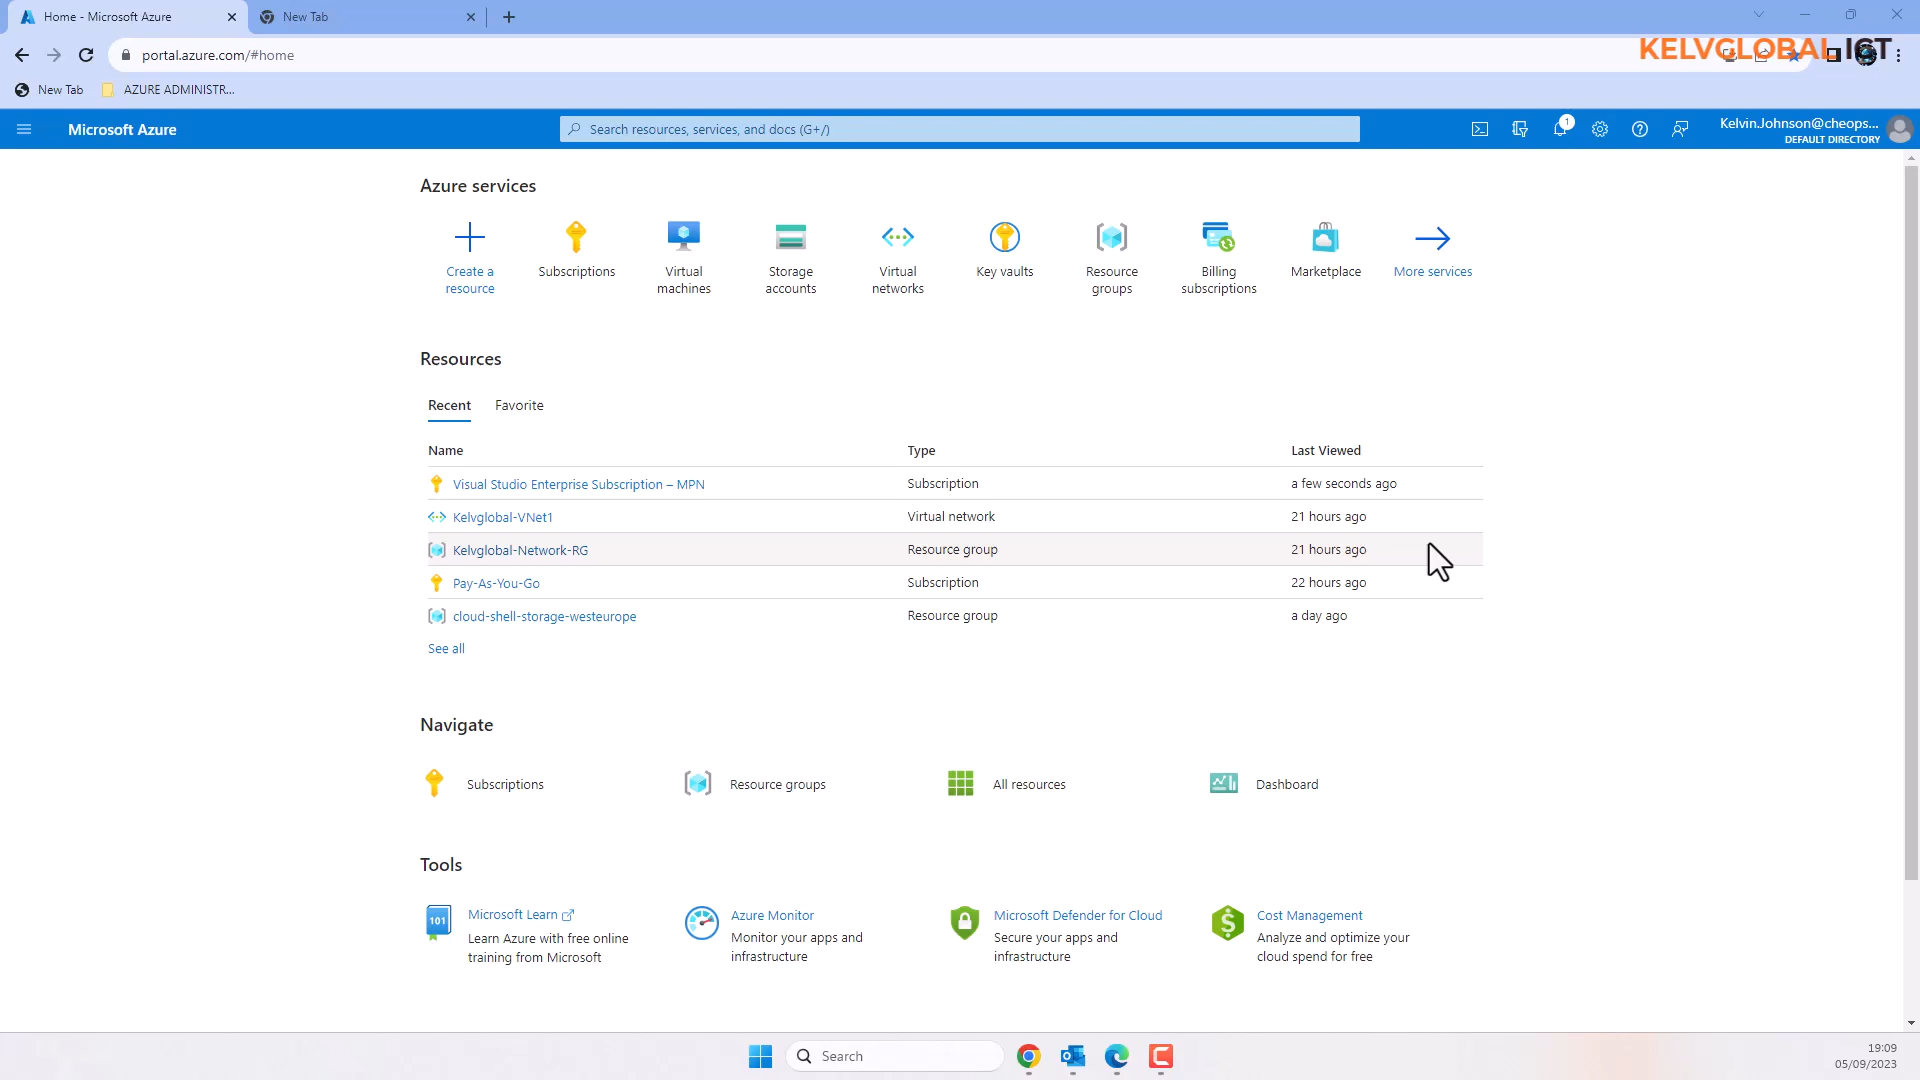 Home - Microsoft Azure
New Tab
portal.azure.com/#home
KELVGLOBAL ICT
New Tab
AZURE ADMINISTR...
Microsoft Azure
Search resources, services, and docs (G+/)
1
Kelvin.Johnson@cheops...
DEFAULT DIRECTORY
Azure services
Create a
resource
Subscriptions
Virtual
machines
Storage
accounts
Virtual
networks
Key vaults
Resource
groups
Billing
subscriptions
Marketplace
More services
Resources
Recent
Favorite
Name
Type
Last Viewed
Visual Studio Enterprise Subscription – MPN
Subscription
a few seconds ago
Kelvglobal-VNet1
Virtual network
21 hours ago
Kelvglobal-Network-RG
Resource group
21 hours ago
Pay-As-You-Go
Subscription
22 hours ago
cloud-shell-storage-westeurope
Resource group
a day ago
See all
Navigate
Subscriptions
Resource groups
All resources
Dashboard
Tools
101
Microsoft Learn
Learn Azure with free online
training from Microsoft
Azure Monitor
Monitor your apps and
infrastructure
Microsoft Defender for Cloud
Secure your apps and
infrastructure
Cost Management
Analyze and optimize your
cloud spend for free
Search
19:09
05/09/2023